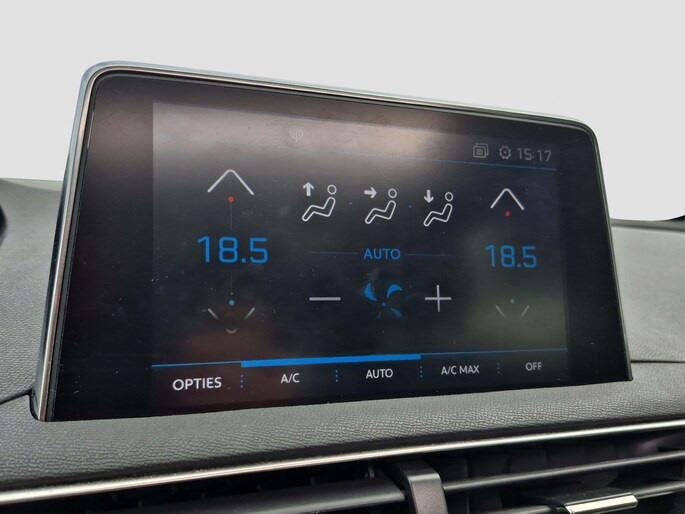 15:17
18.5
AUTO
18.5
OPTIES
A/C
AUTO
A/C MAX
OFF